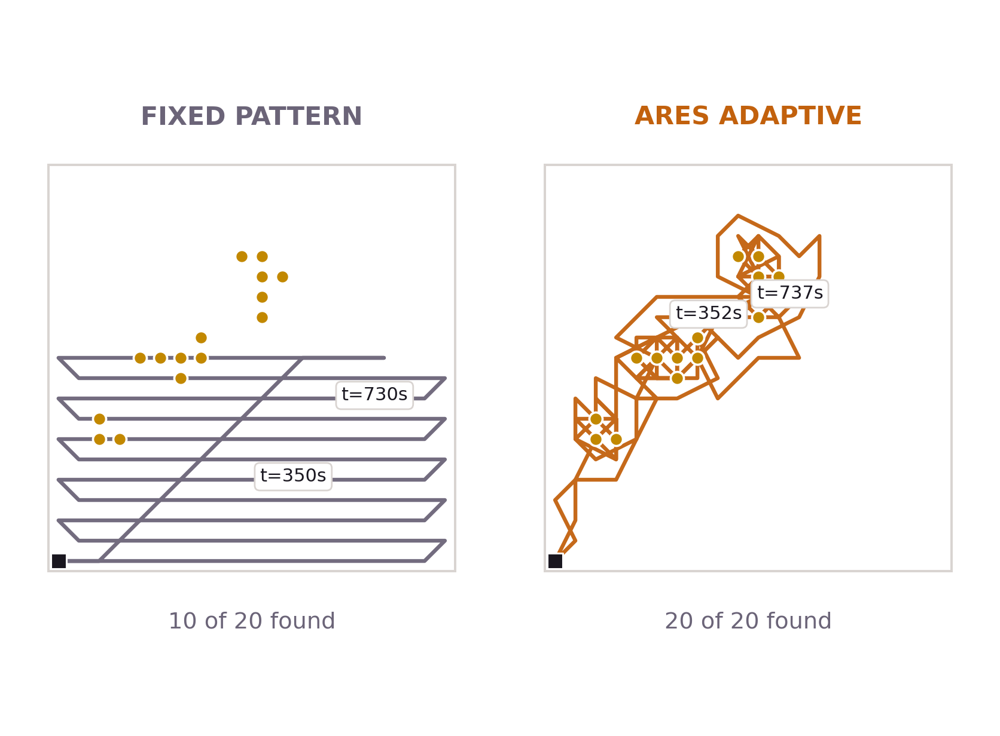 FIXED PATTERN
ARES ADAPTIVE
t=730s
t=350s
t=737s
t=352s
10 of 20 found
20 of 20 found